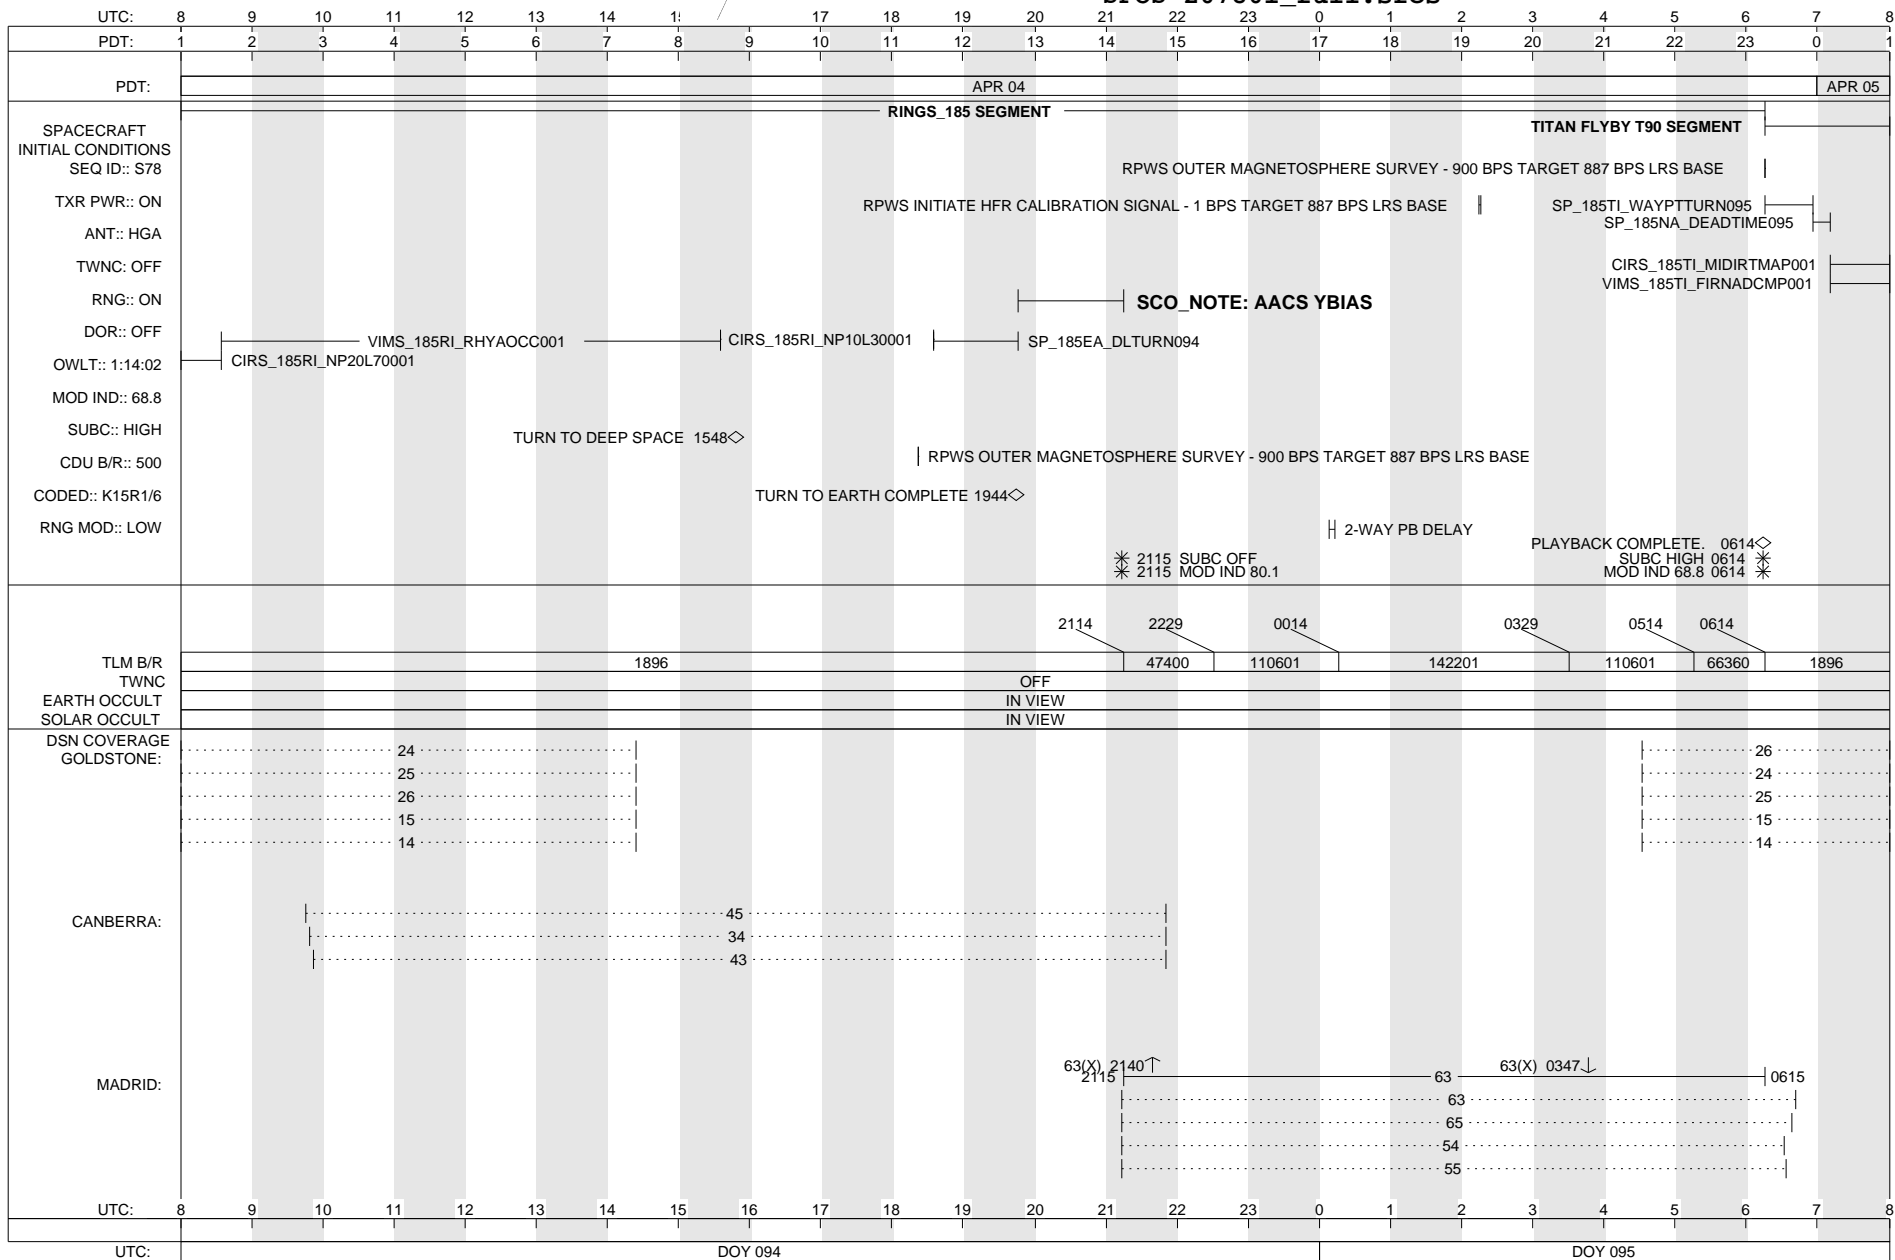 UTC: 8 9 10 11 12 13 14 17 18 19 20 21 22 23 0 1 2 3 4 5 6 7 8
PDT: 1 2 3 4 5 6 7 8 9 10 11 12 13 14 15 16 17 18 19 20 21 22 23 0 1
PDT: APR 04 APR 05
RINGS_185 SEGMENT
SPACECRAFT
INITIAL CONDITIONS
TITAN FLYBY T90 SEGMENT
SEQ ID:: S78
RPWS OUTER MAGNETOSPHERE SURVEY - 900 BPS TARGET 887 BPS LRS BASE
TXR PWR:: ON
RPWS INITIATE HFR CALIBRATION SIGNAL - 1 BPS TARGET 887 BPS LRS BASE
SP_185TI_WAYPTTURN095
SP_185NA_DEADTIME095
ANT:: HGA
TWNC: OFF
CIRS_185TI_MIDIRTMAP001
VIMS_185TI_FIRNADCMP001
RNG:: ON
SCO_NOTE: AACS YBIAS
DOR:: OFF
VIMS_185RI_RHYAOCC001
CIRS_185RI_NP10L30001
SP_185EA_DLTURN094
OWLT:: 1:14:02
CIRS_185RI_NP20L70001
MOD IND:: 68.8
SUBC:: HIGH
TURN TO DEEP SPACE 1548
CDU B/R:: 500
RPWS OUTER MAGNETOSPHERE SURVEY - 900 BPS TARGET 887 BPS LRS BASE
CODED:: K15R1/6
TURN TO EARTH COMPLETE 1944
RNG MOD:: LOW
2-WAY PB DELAY
PLAYBACK COMPLETE. 0614
2115 SUBC OFF
SUBC HIGH 0614
2115 MOD IND 80.1
MOD IND 68.8 0614
2114 2229 0014 0329 0514 0614
TLM B/R 1896 47400 110601 142201 110601 66360 1896
TWNC OFF
EARTH OCCULT IN VIEW
SOLAR OCCULT IN VIEW
DSN COVERAGE
GOLDSTONE:
24 26
25 24
26 25
15 15
14 14
CANBERRA:
45
34
43
MADRID:
63(X) 2140 63(X) 0347
2115 63 0615
63
65
54
55
UTC: 8 9 10 11 12 13 14 15 16 17 18 19 20 21 22 23 0 1 2 3 4 5 6 7 8
UTC: DOY 094 DOY 095